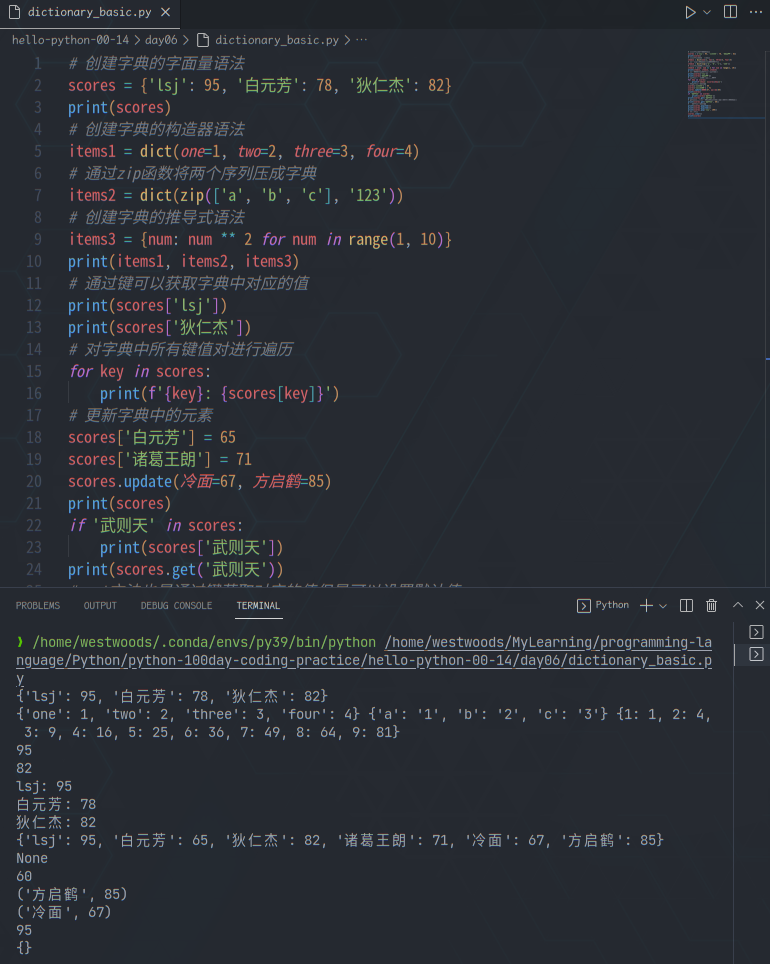 dictionary_basic.py
hello-python-00-14 > day06 > dictionary_basic.py > ...
1 # 创建字典的字面量语法
2 scores = {'lsj': 95, '白元芳': 78, '狄仁杰': 82}
3 print(scores)
4 # 创建字典的构造器语法
5 items1 = dict(one=1, two=2, three=3, four=4)
6 # 通过zip函数将两个序列压成字典
7 items2 = dict(zip(['a', 'b', 'c'], '123'))
8 # 创建字典的推导式语法
9 items3 = {num: num ** 2 for num in range(1, 10)}
10 print(items1, items2, items3)
11 # 通过键可以获取字典中对应的值
12 print(scores['lsj'])
13 print(scores['狄仁杰'])
14 # 对字典中所有键值对进行遍历
15 for key in scores:
16 print(f'{key}: {scores[key]}')
17 # 更新字典中的元素
18 scores['白元芳'] = 65
19 scores['诸葛王朗'] = 71
20 scores.update(冷面=67, 方启鹤=85)
21 print(scores)
22 if '武则天' in scores:
23 print(scores['武则天'])
24 print(scores.get('武则天'))
PROBLEMS OUTPUT DEBUG CONSOLE TERMINAL Python
❯ /home/westwoods/.conda/envs/py39/bin/python /home/westwoods/MyLearning/programming-la
nguage/Python/python-100day-coding-practice/hello-python-00-14/day06/dictionary_basic.p
y
{'lsj': 95, '白元芳': 78, '狄仁杰': 82}
{'one': 1, 'two': 2, 'three': 3, 'four': 4} {'a': '1', 'b': '2', 'c': '3'} {1: 1, 2: 4,
3: 9, 4: 16, 5: 25, 6: 36, 7: 49, 8: 64, 9: 81}
95
82
lsj: 95
白元芳: 78
狄仁杰: 82
{'lsj': 95, '白元芳': 65, '狄仁杰': 82, '诸葛王朗': 71, '冷面': 67, '方启鹤': 85}
None
60
('方启鹤', 85)
('冷面', 67)
95
{}